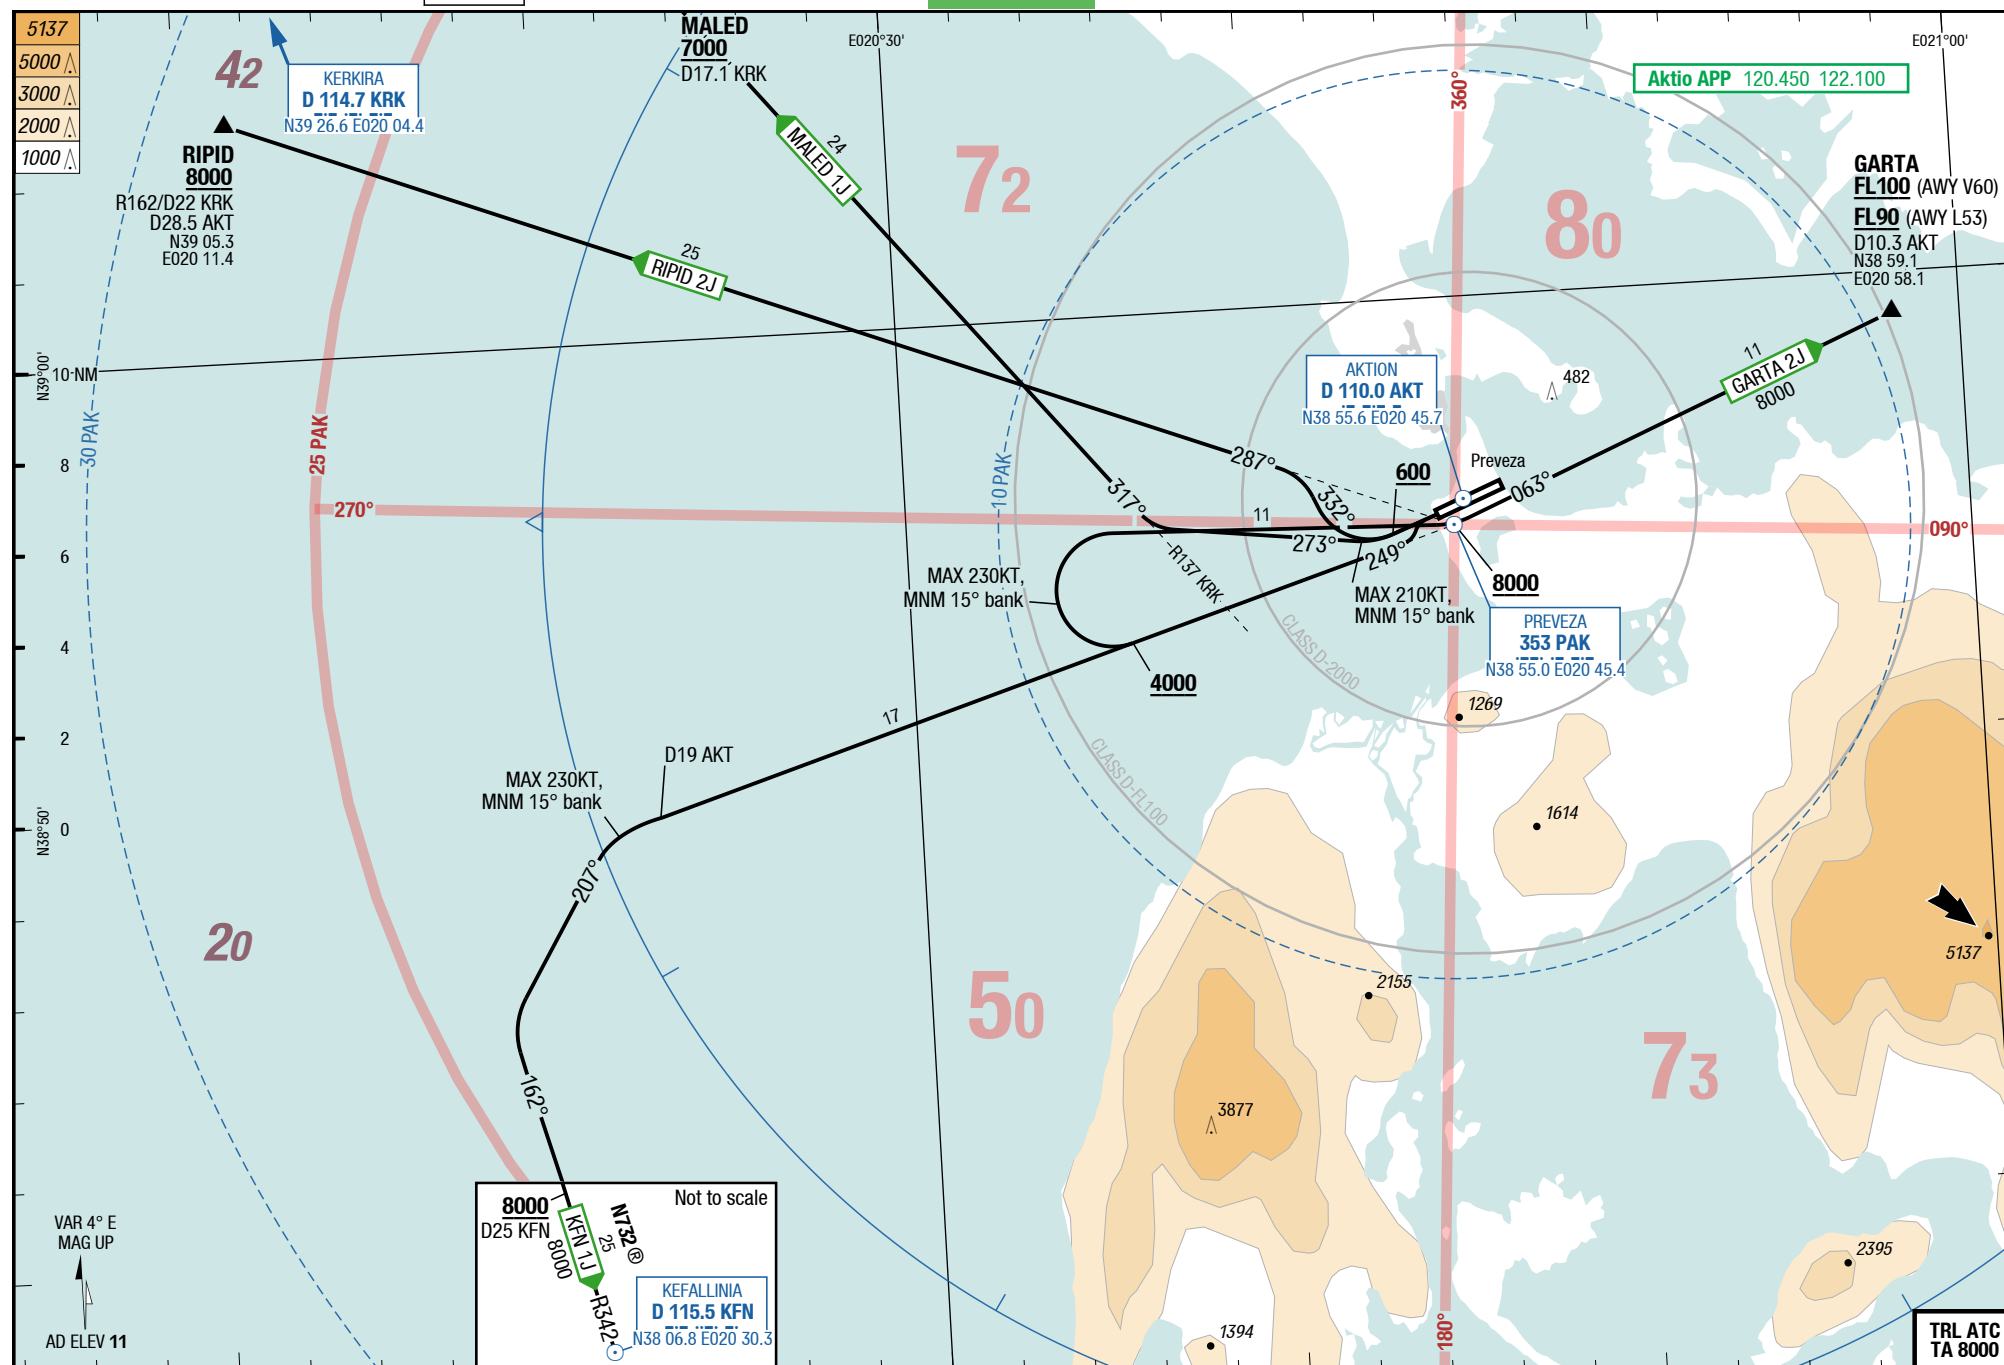 5137
5000
3000
2000
1000
42
KERKIRA
D 114.7 KRK
N39 26.6 E020 04.4
MALED
7000
D17.1 KRK
E020°30'
360°
Aktio APP 120.450 122.100
E021°00'
RIPID
8000
R162/D22 KRK
D28.5 AKT
N39 05.3
E020 11.4
24
MALED 1J
72
80
GARTA
FL100 (AWY V60)
FL90 (AWY L53)
D10.3 AKT
N38 59.1
E020 58.1
25
RIPID 2J
N39°00'
10 NM
30 PAK
25 PAK
AKTION
D 110.0 AKT
N38 55.6 E020 45.7
482
11
GARTA 2J
8000
8
10 PAK
287°
600
Preveza
063°
317°
332°
270°
11
273°
249°
090°
6
R137 KRK
MAX 230KT,
MNM 15° bank
MAX 210KT,
MNM 15° bank
8000
PREVEZA
353 PAK
N38 55.0 E020 45.4
CLASS D-2000
4
4000
1269
17
2
D19 AKT
CLASS D-FL100
MAX 230KT,
MNM 15° bank
N38°50'
0
1614
207°
20
50
2155
5137
73
162°
3877
8000
D25 KFN
Not to scale
KFN 1J
8000
25
N732 ®
R342
KEFALLINIA
D 115.5 KFN
N38 06.8 E020 30.3
VAR 4° E
MAG UP
AD ELEV 11
2395
1394
180°
TRL ATC
TA 8000